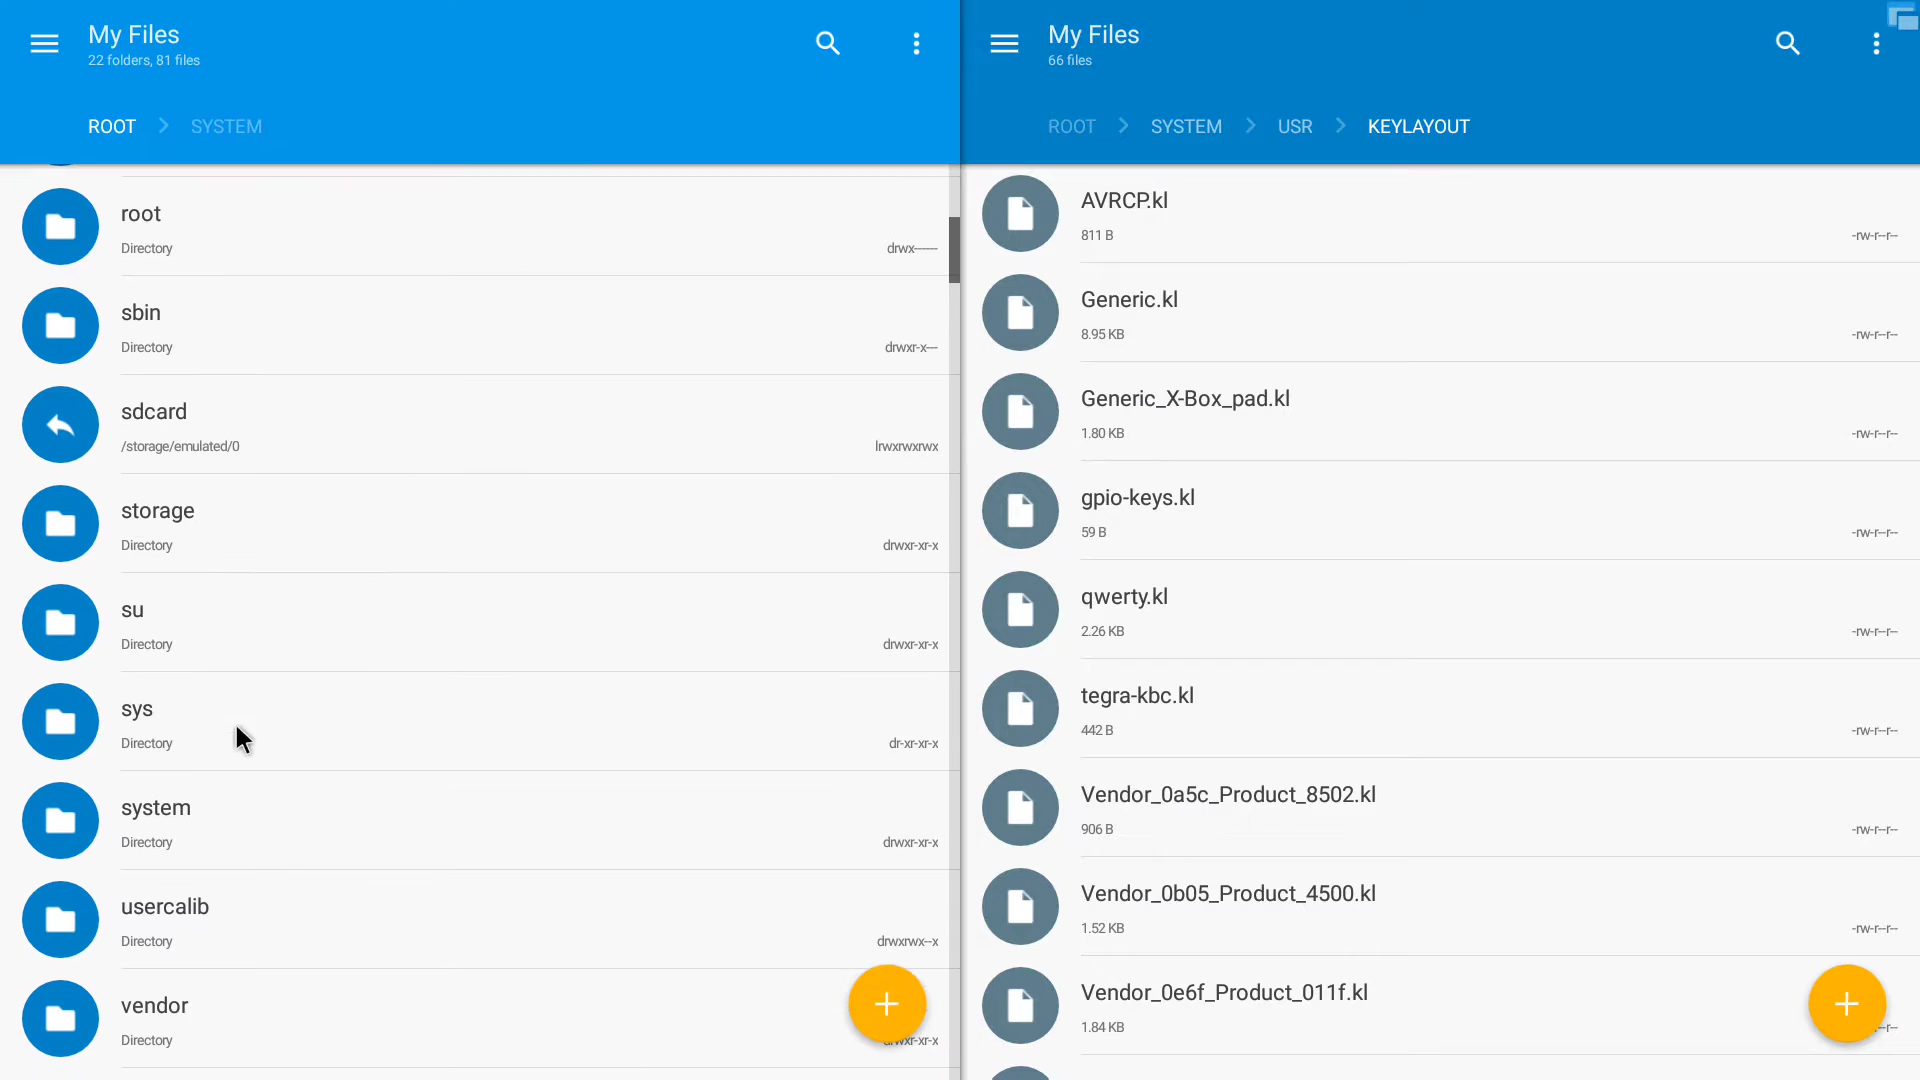 My Files
22 folders, 81 files
ROOT
SYSTEM
root
Directory
drwx------
sbin
Directory
drwxr-x---
sdcard
/storage/emulated/0
lrwxrwxrwx
storage
Directory
drwxr-xr-x
su
Directory
drwxr-xr-x
sys
Directory
dr-xr-xr-x
system
Directory
drwxr-xr-x
usercalib
Directory
drwxrwx--x
vendor
Directory
My Files
66 files
ROOT
SYSTEM
USR
KEYLAYOUT
AVRCP.kl
811 B
-rw-r--r--
Generic.kl
8.95 KB
-rw-r--r--
Generic_X-Box_pad.kl
1.80 KB
-rw-r--r--
gpio-keys.kl
59 B
-rw-r--r--
qwerty.kl
2.26 KB
-rw-r--r--
tegra-kbc.kl
442 B
-rw-r--r--
Vendor_0a5c_Product_8502.kl
906 B
-rw-r--r--
Vendor_0b05_Product_4500.kl
1.52 KB
-rw-r--r--
Vendor_0e6f_Product_011f.kl
1.84 KB